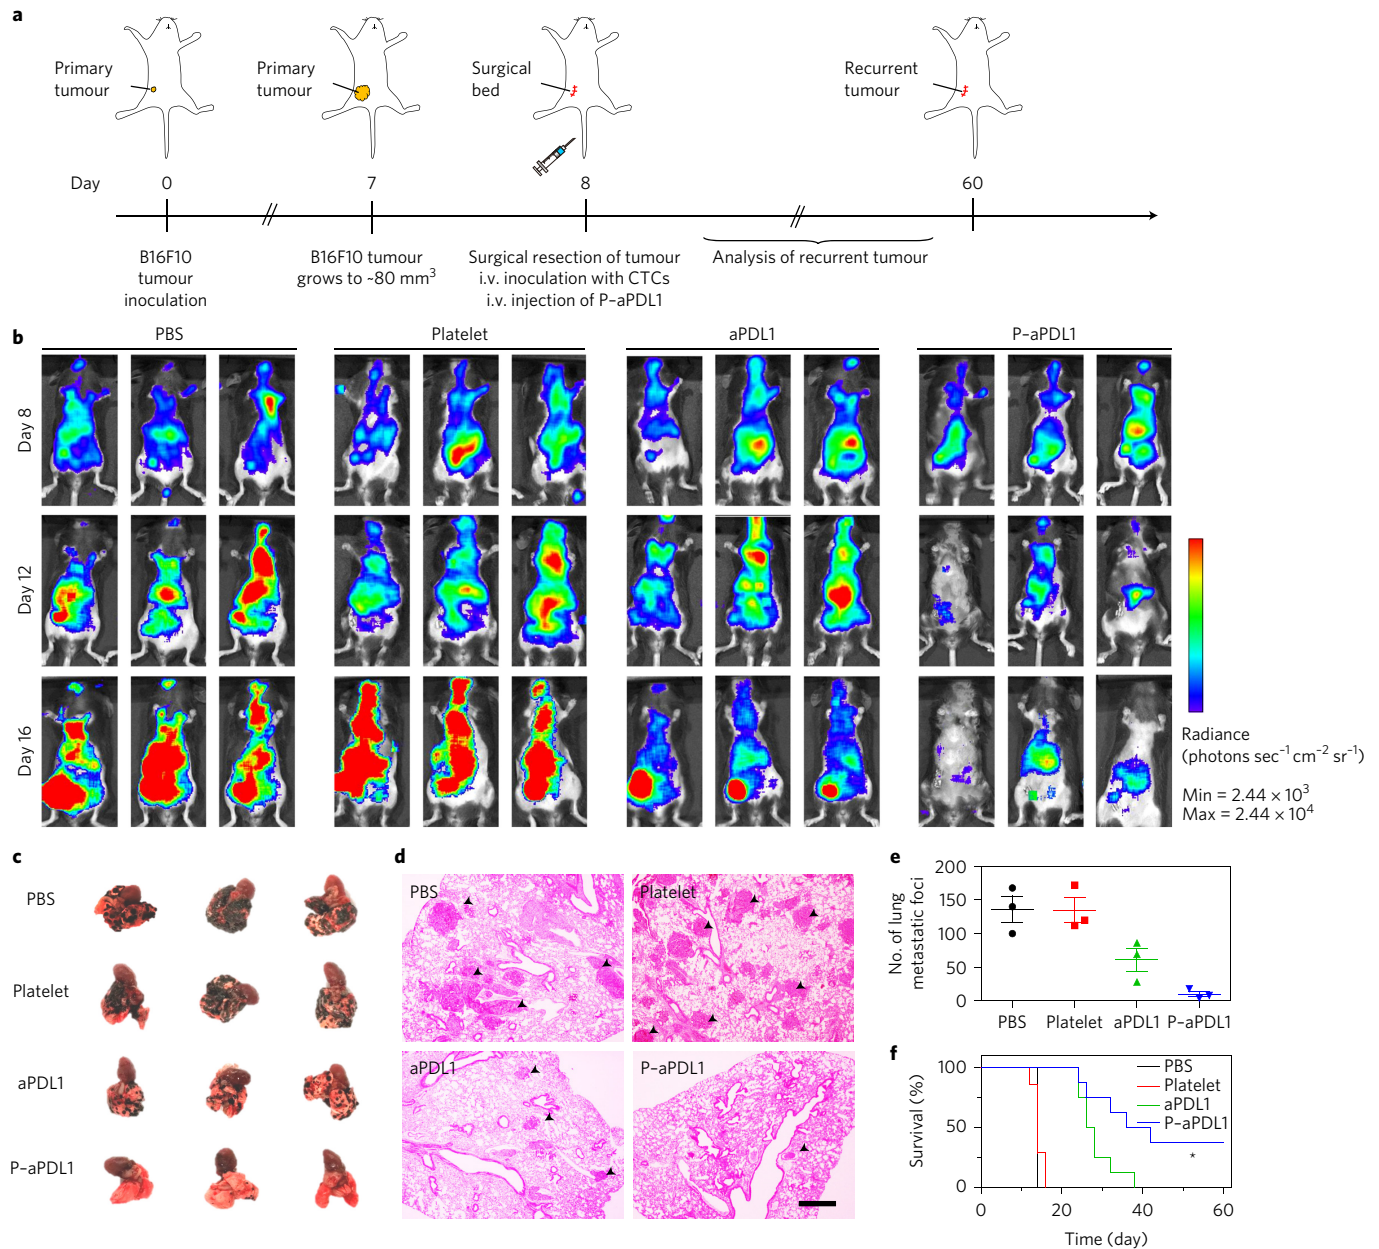 a
Primary
tumour
Primary
tumour
Surgical
bed
Recurrent
tumour
Day
0
7
8
60
B16F10
tumour
inoculation
B16F10 tumour
grows to ~80 mm³
Surgical resection of tumour
i.v. inoculation with CTCs
i.v. injection of P–aPDL1
Analysis of recurrent tumour
b
PBS
Platelet
aPDL1
P–aPDL1
Day 8
Day 12
Day 16
Radiance
(photons sec⁻¹ cm⁻² sr⁻¹)
Min = 2.44 × 10³
Max = 2.44 × 10⁴
c
PBS
Platelet
aPDL1
P–aPDL1
d
PBS
Platelet
aPDL1
P–aPDL1
e
No. of lung
metastatic foci
200
150
100
50
0
PBS
Platelet
aPDL1
P–aPDL1
f
Survival (%)
100
50
0
PBS
Platelet
aPDL1
P–aPDL1
*
0
20
40
60
Time (day)